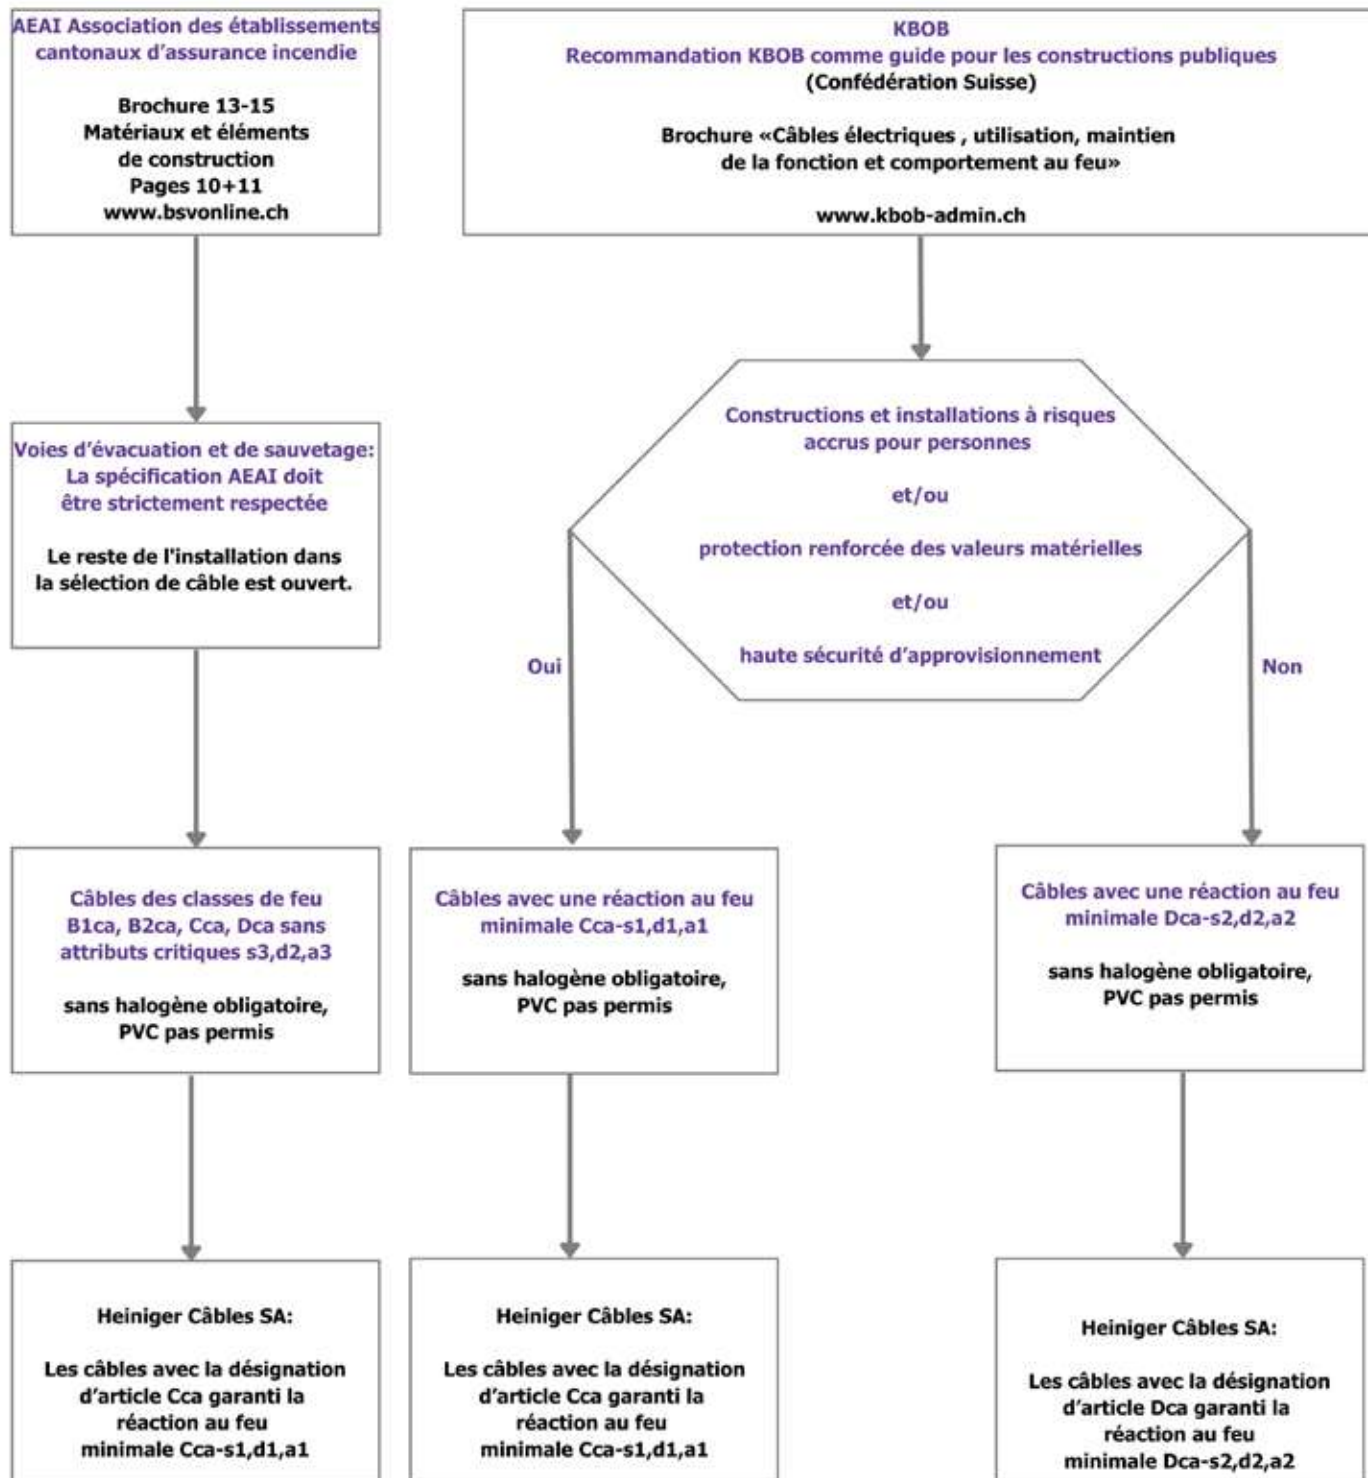 AEAI Association des établissements
cantonaux d'assurance incendie
Brochure 13-15
Matériaux et éléments
de construction
Pages 10+11
www.bsvonline.ch
KBOB
Recommandation KBOB comme guide pour les constructions publiques
(Confédération Suisse)
Brochure «Câbles électriques , utilisation, maintien
de la fonction et comportement au feu»
www.kbob-admin.ch
Voies d'évacuation et de sauvetage:
La spécification AEAI doit
être strictement respectée
Le reste de l'installation dans
la sélection de câble est ouvert.
Constructions et installations à risques
accrus pour personnes
et/ou
protection renforcée des valeurs matérielles
et/ou
haute sécurité d'approvisionnement
Oui
Non
Câbles des classes de feu
B1ca, B2ca, Cca, Dca sans
attributs critiques s3,d2,a3
sans halogène obligatoire,
PVC pas permis
Câbles avec une réaction au feu
minimale Cca-s1,d1,a1
sans halogène obligatoire,
PVC pas permis
Câbles avec une réaction au feu
minimale Dca-s2,d2,a2
sans halogène obligatoire,
PVC pas permis
Heiniger Câbles SA:
Les câbles avec la désignation
d'article Cca garanti la
réaction au feu
minimale Cca-s1,d1,a1
Heiniger Câbles SA:
Les câbles avec la désignation
d'article Cca garanti la
réaction au feu
minimale Cca-s1,d1,a1
Heiniger Câbles SA:
Les câbles avec la désignation
d'article Dca garanti la
réaction au feu
minimale Dca-s2,d2,a2